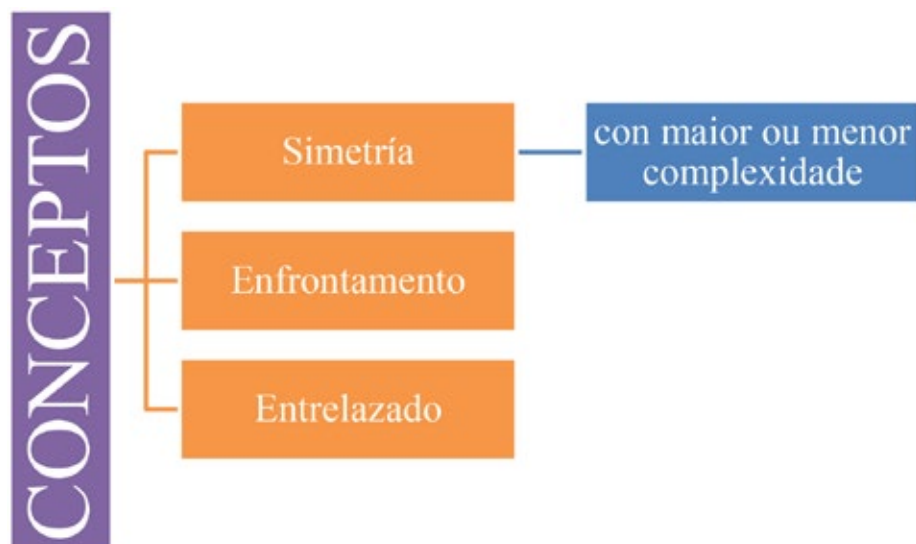 CONCEPTOS
Simetría
con maior ou menor
complexidade
Enfrontamento
Entrelazado